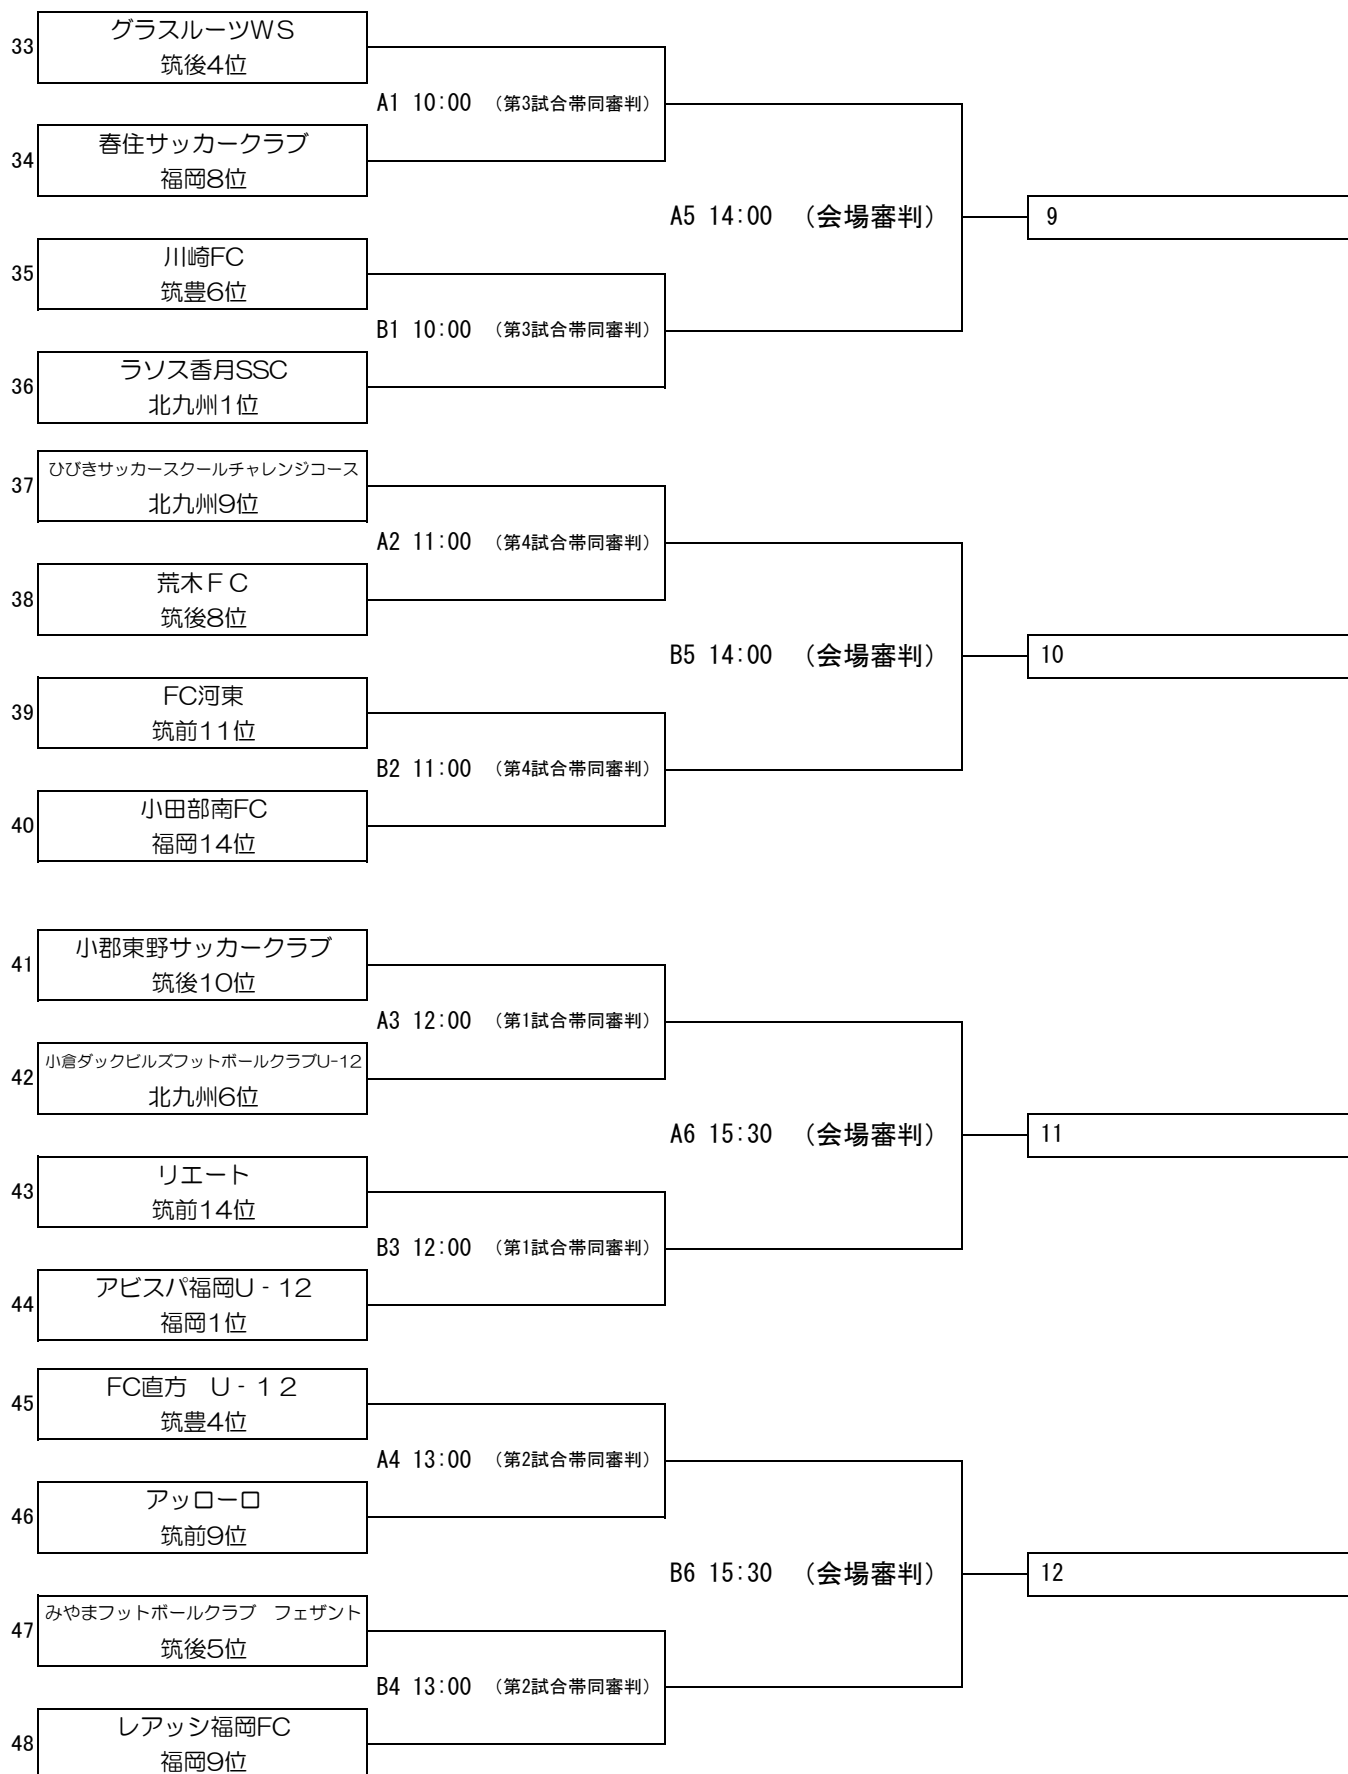 33
グラスルーツWS
筑後4位
A1 10:00 （第3試合帯同審判）
34
春住サッカークラブ
福岡8位
A5 14:00 （会場審判）
9
35
川崎FC
筑豊6位
B1 10:00 （第3試合帯同審判）
36
ラソス香月SSC
北九州1位
37
ひびきサッカースクールチャレンジコース
北九州9位
A2 11:00 （第4試合帯同審判）
38
荒木ＦＣ
筑後8位
B5 14:00 （会場審判）
10
39
FC河東
筑前11位
B2 11:00 （第4試合帯同審判）
40
小田部南FC
福岡14位
41
小郡東野サッカークラブ
筑後10位
A3 12:00 （第1試合帯同審判）
42
小倉ダックビルズフットボールクラブU-12
北九州6位
A6 15:30 （会場審判）
11
43
リエート
筑前14位
B3 12:00 （第1試合帯同審判）
44
アビスパ福岡U‐12
福岡1位
45
FC直方　U‐１２
筑豊4位
A4 13:00 （第2試合帯同審判）
46
アッローロ
筑前9位
B6 15:30 （会場審判）
12
47
みやまフットボールクラブ　フェザント
筑後5位
B4 13:00 （第2試合帯同審判）
48
レアッシ福岡FC
福岡9位